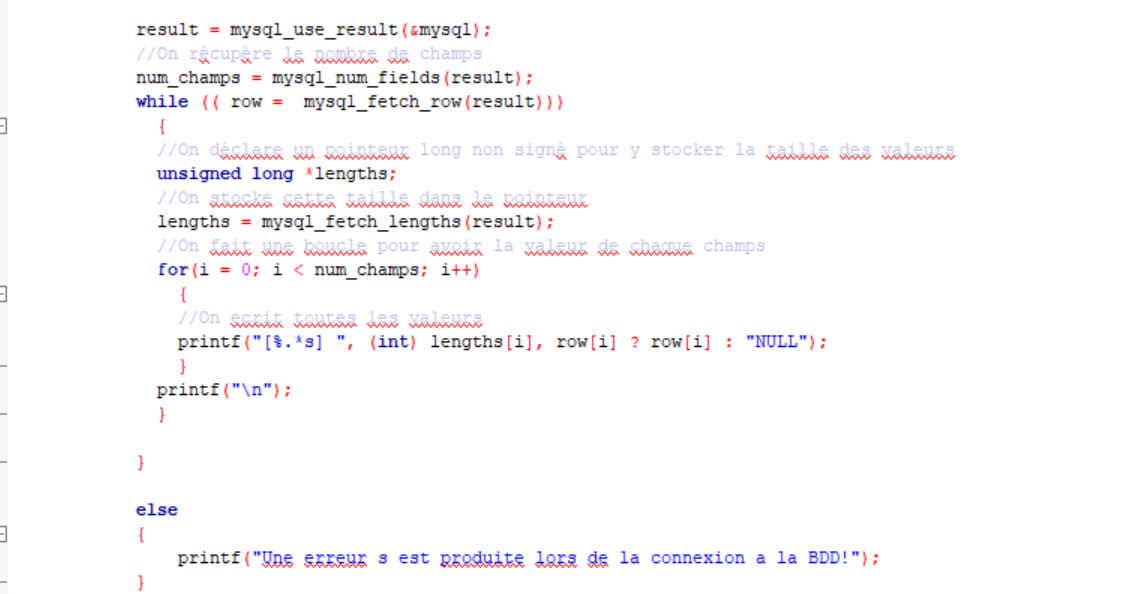 result = mysql_use_result(&mysql);
//On récupère le nombre de champs
num_champs = mysql_num_fields(result);
while (( row =  mysql_fetch_row(result)))
{
//On déclare un pointeur long non signé pour y stocker la taille des valeurs
unsigned long *lengths;
//On stocke cette taille dans le pointeur
lengths = mysql_fetch_lengths(result);
//On fait une boucle pour avoir la valeur de chaque champs
for(i = 0; i < num_champs; i++)
{
//On ecrit toutes les valeurs
printf("[%.*s] ", (int) lengths[i], row[i] ? row[i] : "NULL");
}
printf("\n");
}
}
else
{
printf("Une erreur s est produite lors de la connexion a la BDD!");
}